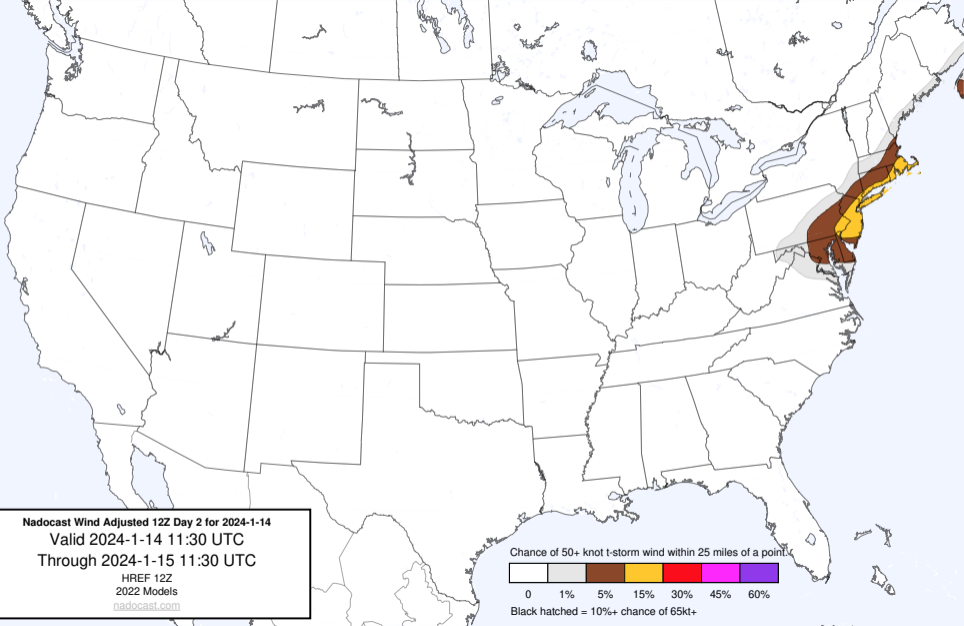 Nadocast Wind Adjusted 12Z Day 2 for 2024-1-14
Valid 2024-1-14 11:30 UTC
Through 2024-1-15 11:30 UTC
HREF 12Z
2022 Models
nadocast.com
Chance of 50+ knot t-storm wind within 25 miles of a point.
0 1% 5% 15% 30% 45% 60%
Black hatched = 10%+ chance of 65kt+